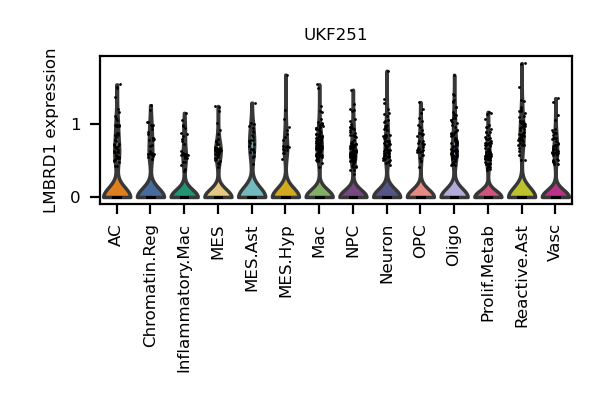 UKF251
LMBRD1 expression
1
0
AC
Chromatin.Reg
Inflammatory.Mac
MES
MES.Ast
MES.Hyp
Mac
NPC
Neuron
OPC
Oligo
Prolif.Metab
Reactive.Ast
Vasc